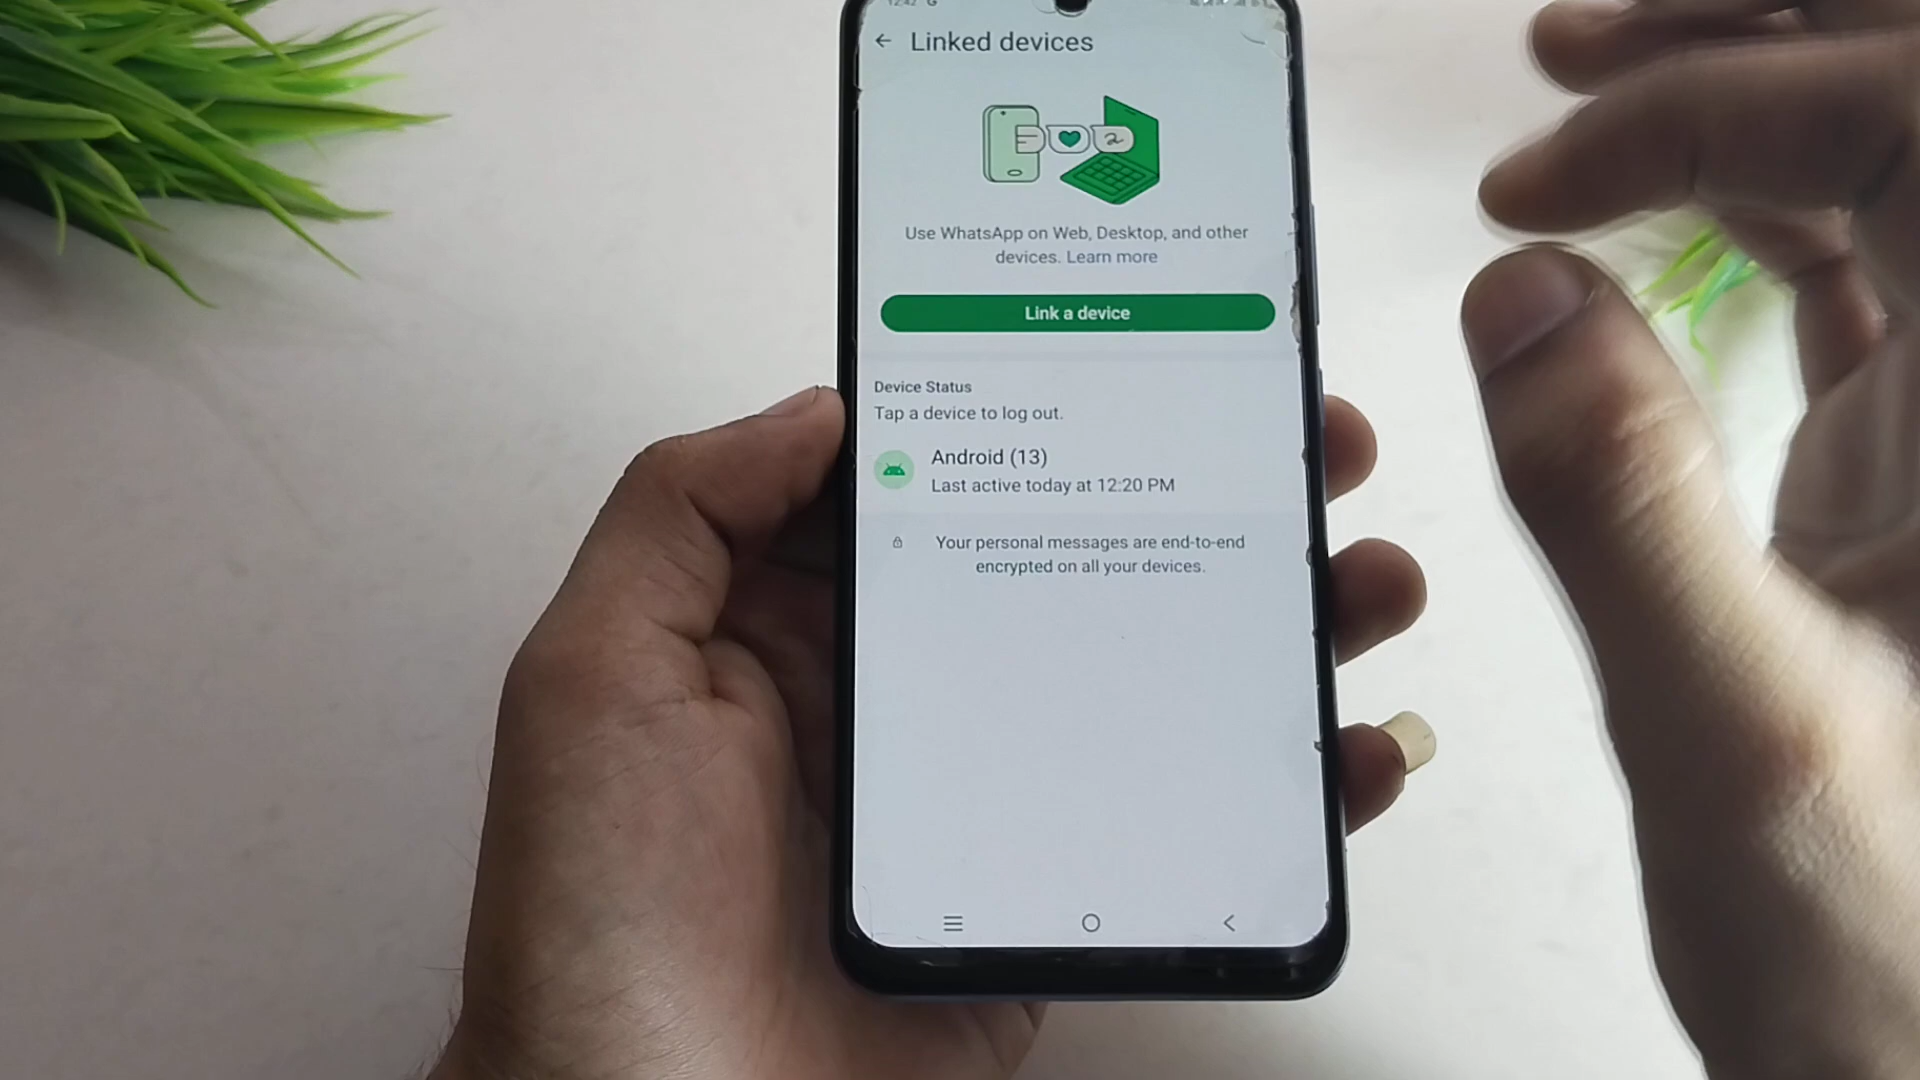 Linked devices
Use WhatsApp on Web, Desktop, and other
devices. Learn more
Link a device
Device Status
Tap a device to log out.
Android (13)
Last active today at 12:20 PM
Your personal messages are end-to-end
encrypted on all your devices.